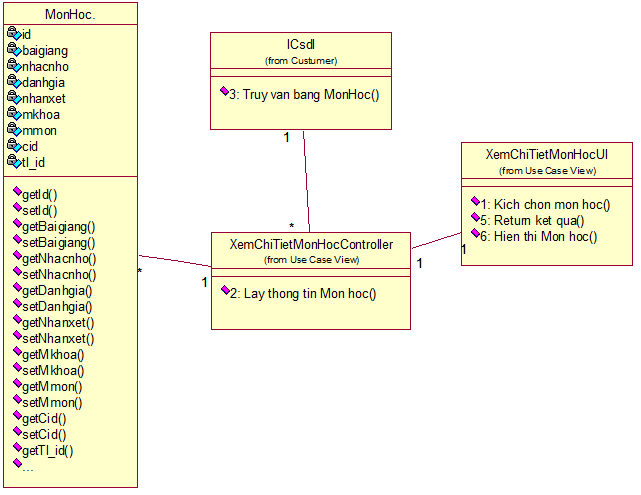 MonHoc.
id
baigiang
nhacnho
danhgia
nhanxet
mkhoa
mmon
cid
tl_id
getId()
setId()
getBaigiang()
setBaigiang()
getNhacnho()
setNhacnho()
getDanhgia()
setDanhgia()
getNhanxet()
setNhanxet()
getMkhoa()
setMkhoa()
getMmon()
setMmon()
getCid()
setCid()
getTl_id()
...
ICsdl
(from Custumer)
3: Truy van bang MonHoc()
1
*
XemChiTietMonHocController
(from Use Case View)
2: Lay thong tin Mon hoc()
*
1
1
1
XemChiTietMonHocUI
(from Use Case View)
1: Kich chon mon hoc()
5: Return ket qua()
6: Hien thi Mon hoc()